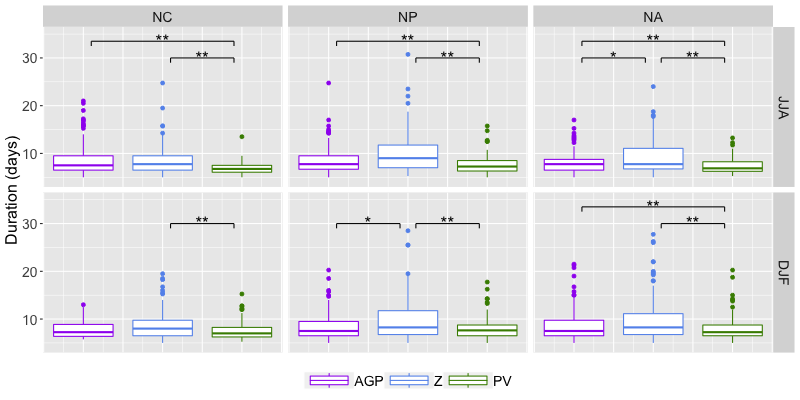 NC NP NA
** ** **
** ** * **
30
20
10
JJA
Duration (days)
**
** * ** **
30
20
10
DJF
AGP Z PV